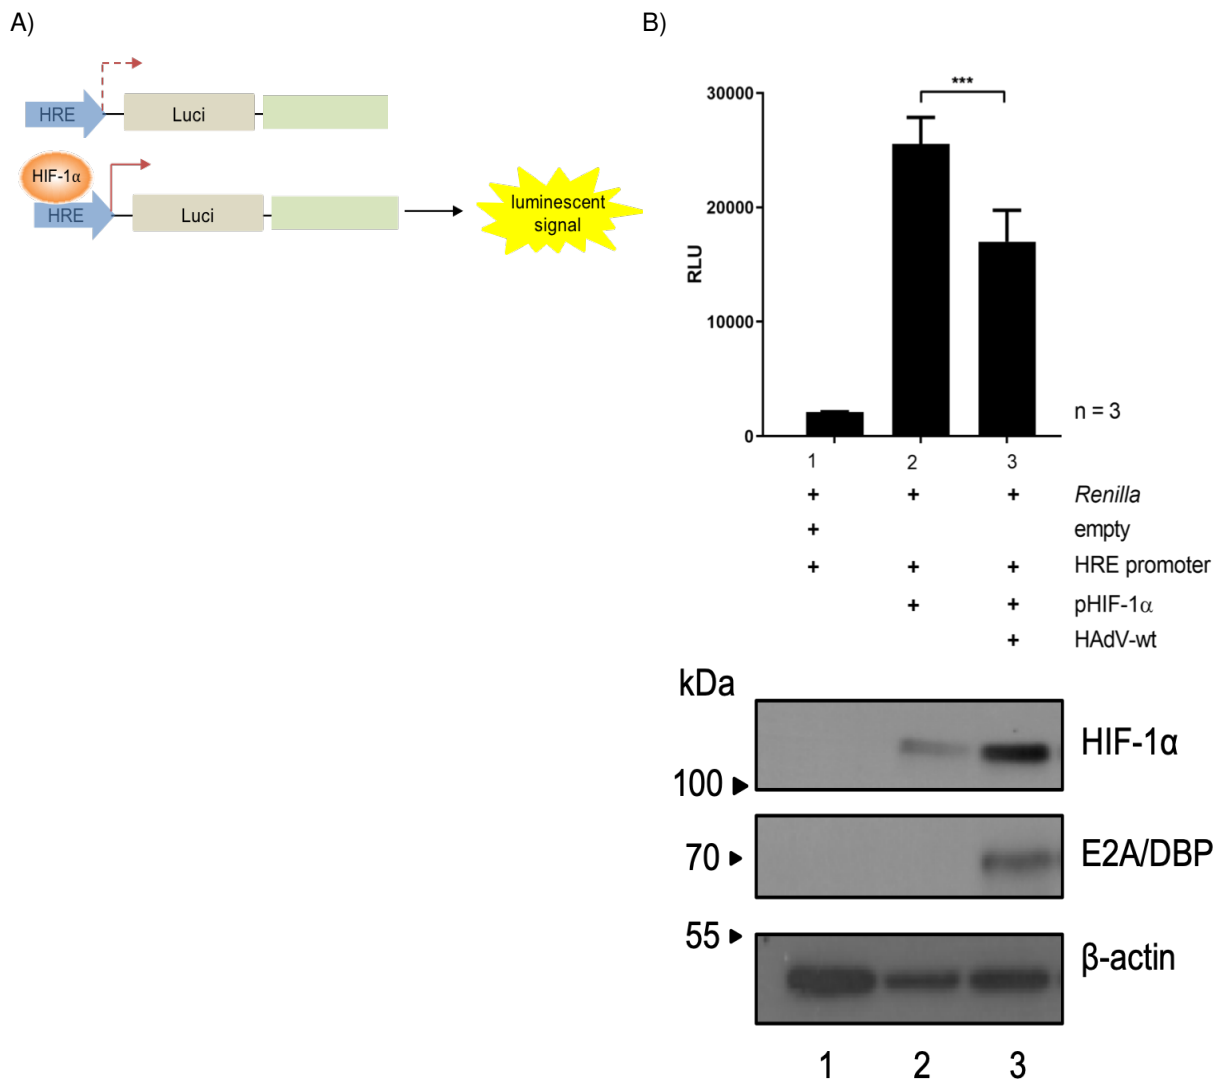 A)
HRE
Luci
HIF-1α
HRE
Luci
luminescent
signal
B)
***
30000
20000
10000
0
RLU
n = 3
1 2 3
+ + + Renilla
+ empty
+ + + HRE promoter
+ + pHIF-1α
+ HAdV-wt
kDa
HIF-1α
100
70
E2A/DBP
55
β-actin
1 2 3